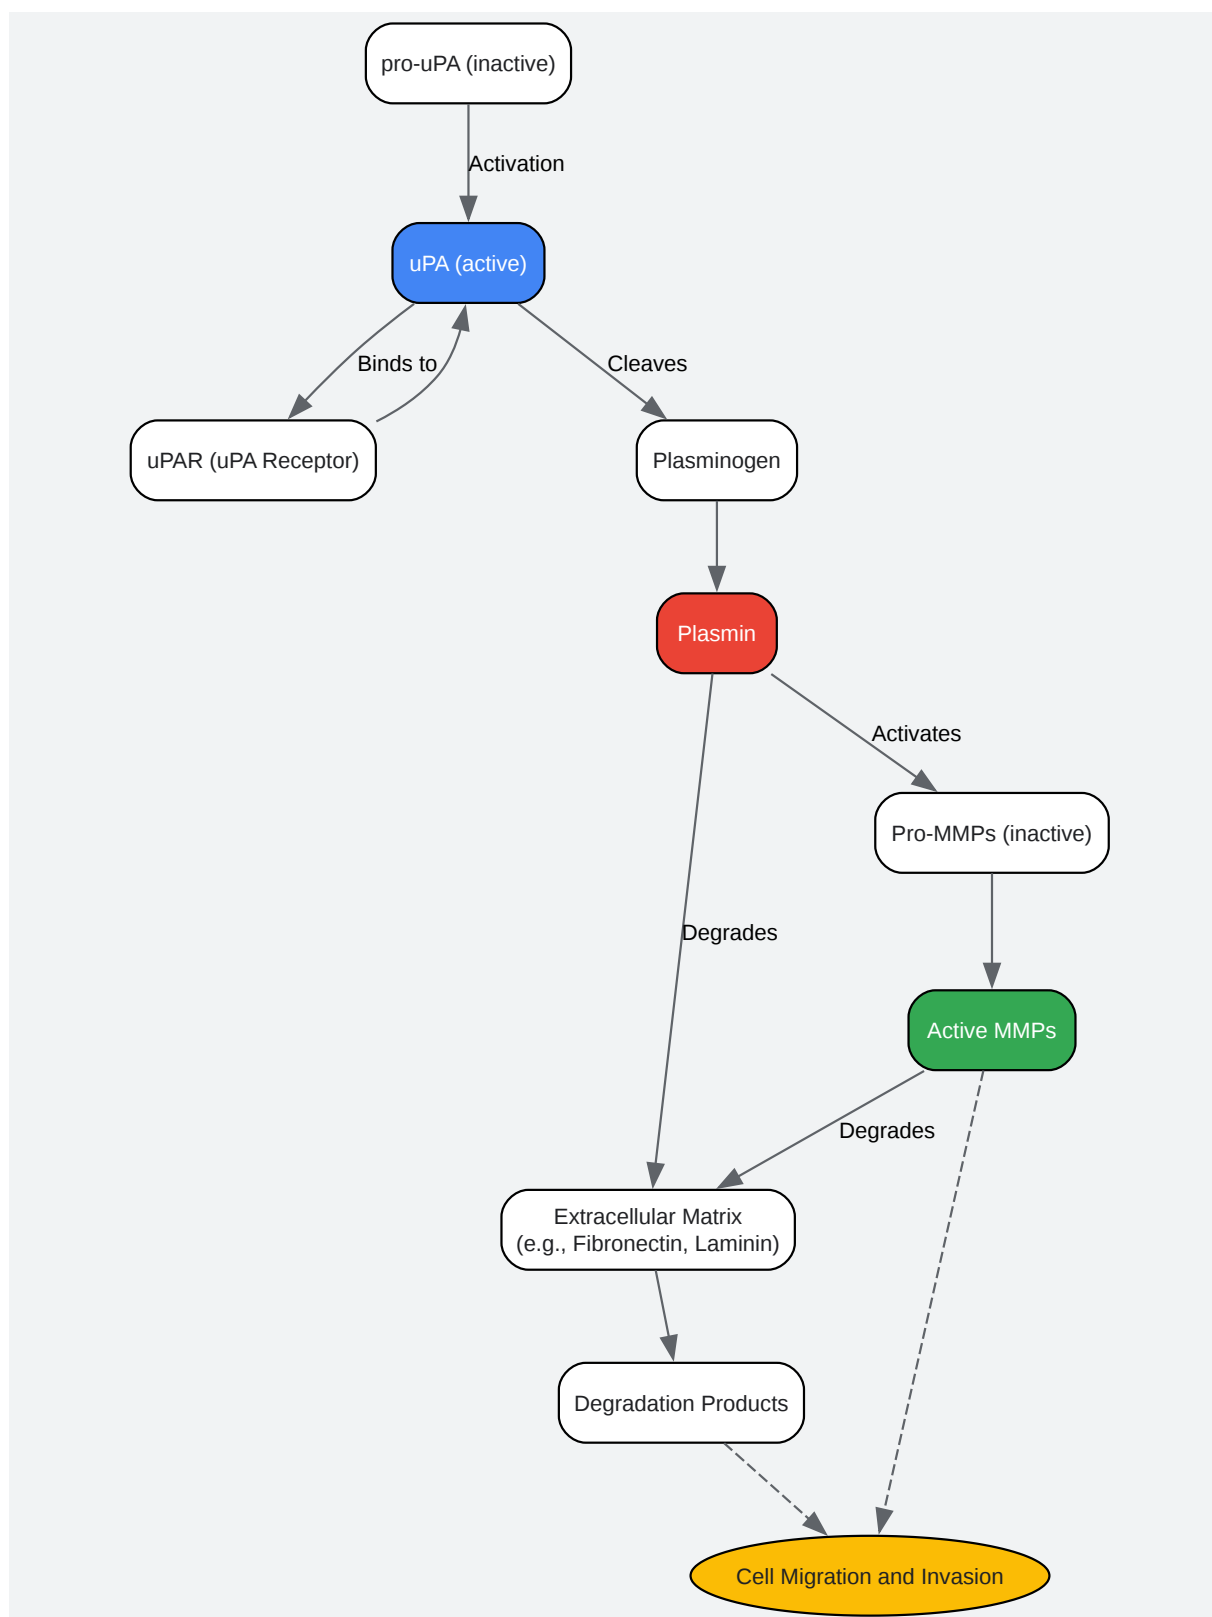 pro-uPA (inactive)
Activation
uPA (active)
Binds to
Cleaves
uPAR (uPA Receptor)
Plasminogen
Plasmin
Activates
Pro-MMPs (inactive)
Degrades
Active MMPs
Degrades
Extracellular Matrix
(e.g., Fibronectin, Laminin)
Degradation Products
Cell Migration and Invasion